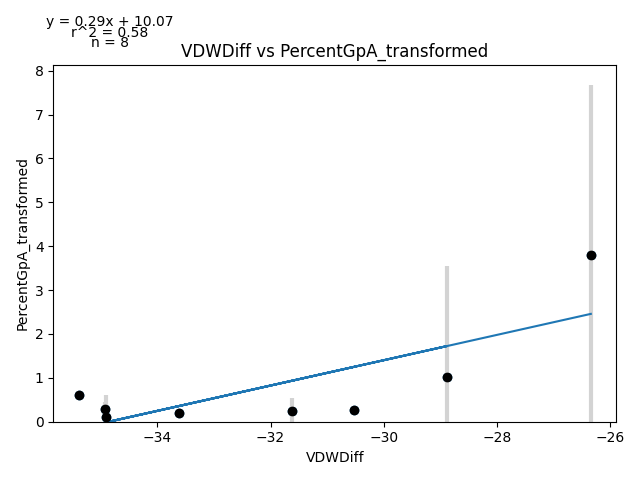 y = 0.29x + 10.07
r^2 = 0.58
n = 8
VDWDiff vs PercentGpA_transformed
PercentGpA_transformed
8
7
6
5
4
3
2
1
0
−34
−32
−30
−28
−26
VDWDiff